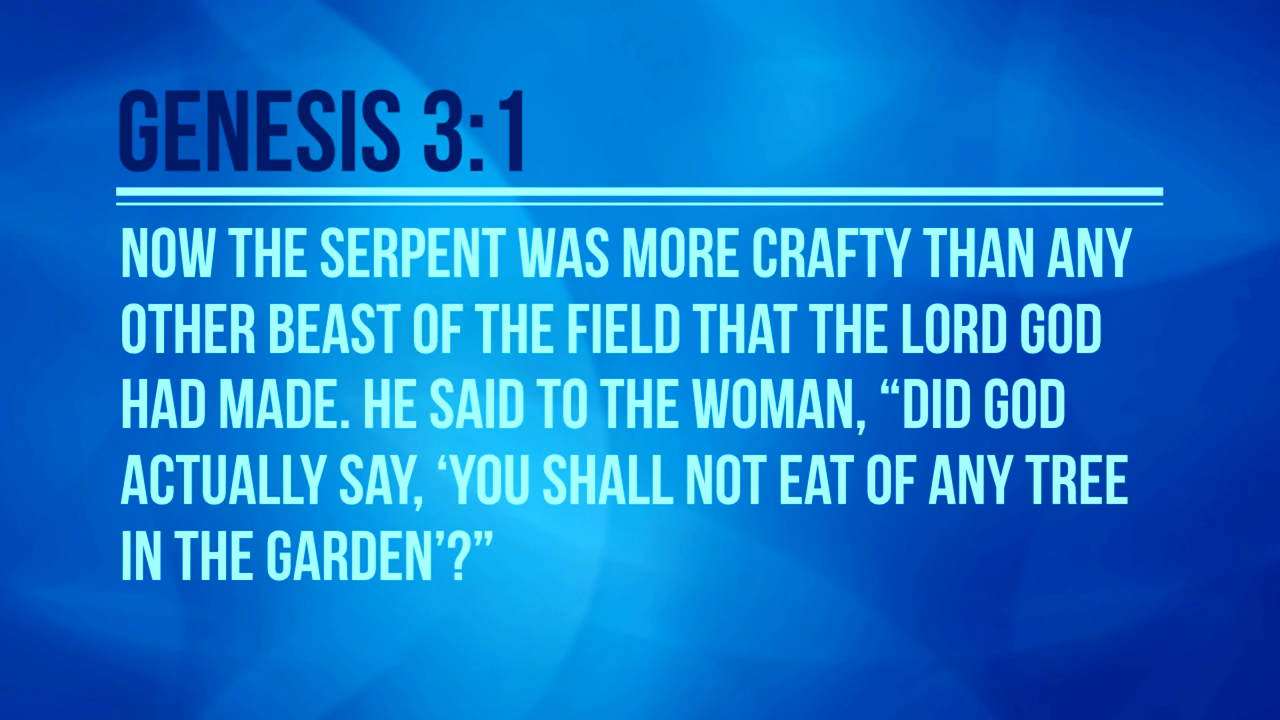 GENESIS 3:1
NOW THE SERPENT WAS MORE CRAFTY THAN ANY
OTHER BEAST OF THE FIELD THAT THE LORD GOD
HAD MADE. HE SAID TO THE WOMAN, “DID GOD
ACTUALLY SAY, ‘YOU SHALL NOT EAT OF ANY TREE
IN THE GARDEN’?”